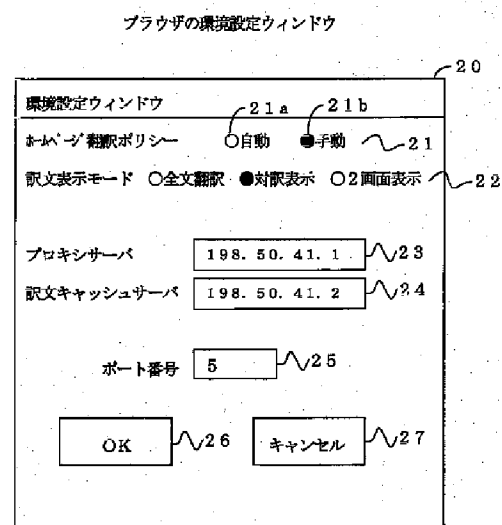 ブラウザの環境設定ウィンドウ
20
環境設定ウィンドウ
21a 21b
ホームページ翻訳ポリシー ○自動 ●手動 21
訳文表示モード ○全文翻訳 ●対訳表示 ○2画面表示 22
プロキシサーバ 198.50.41.1 23
訳文キャッシュサーバ 198.50.41.2 24
ポート番号 5 25
OK 26 キャンセル 27